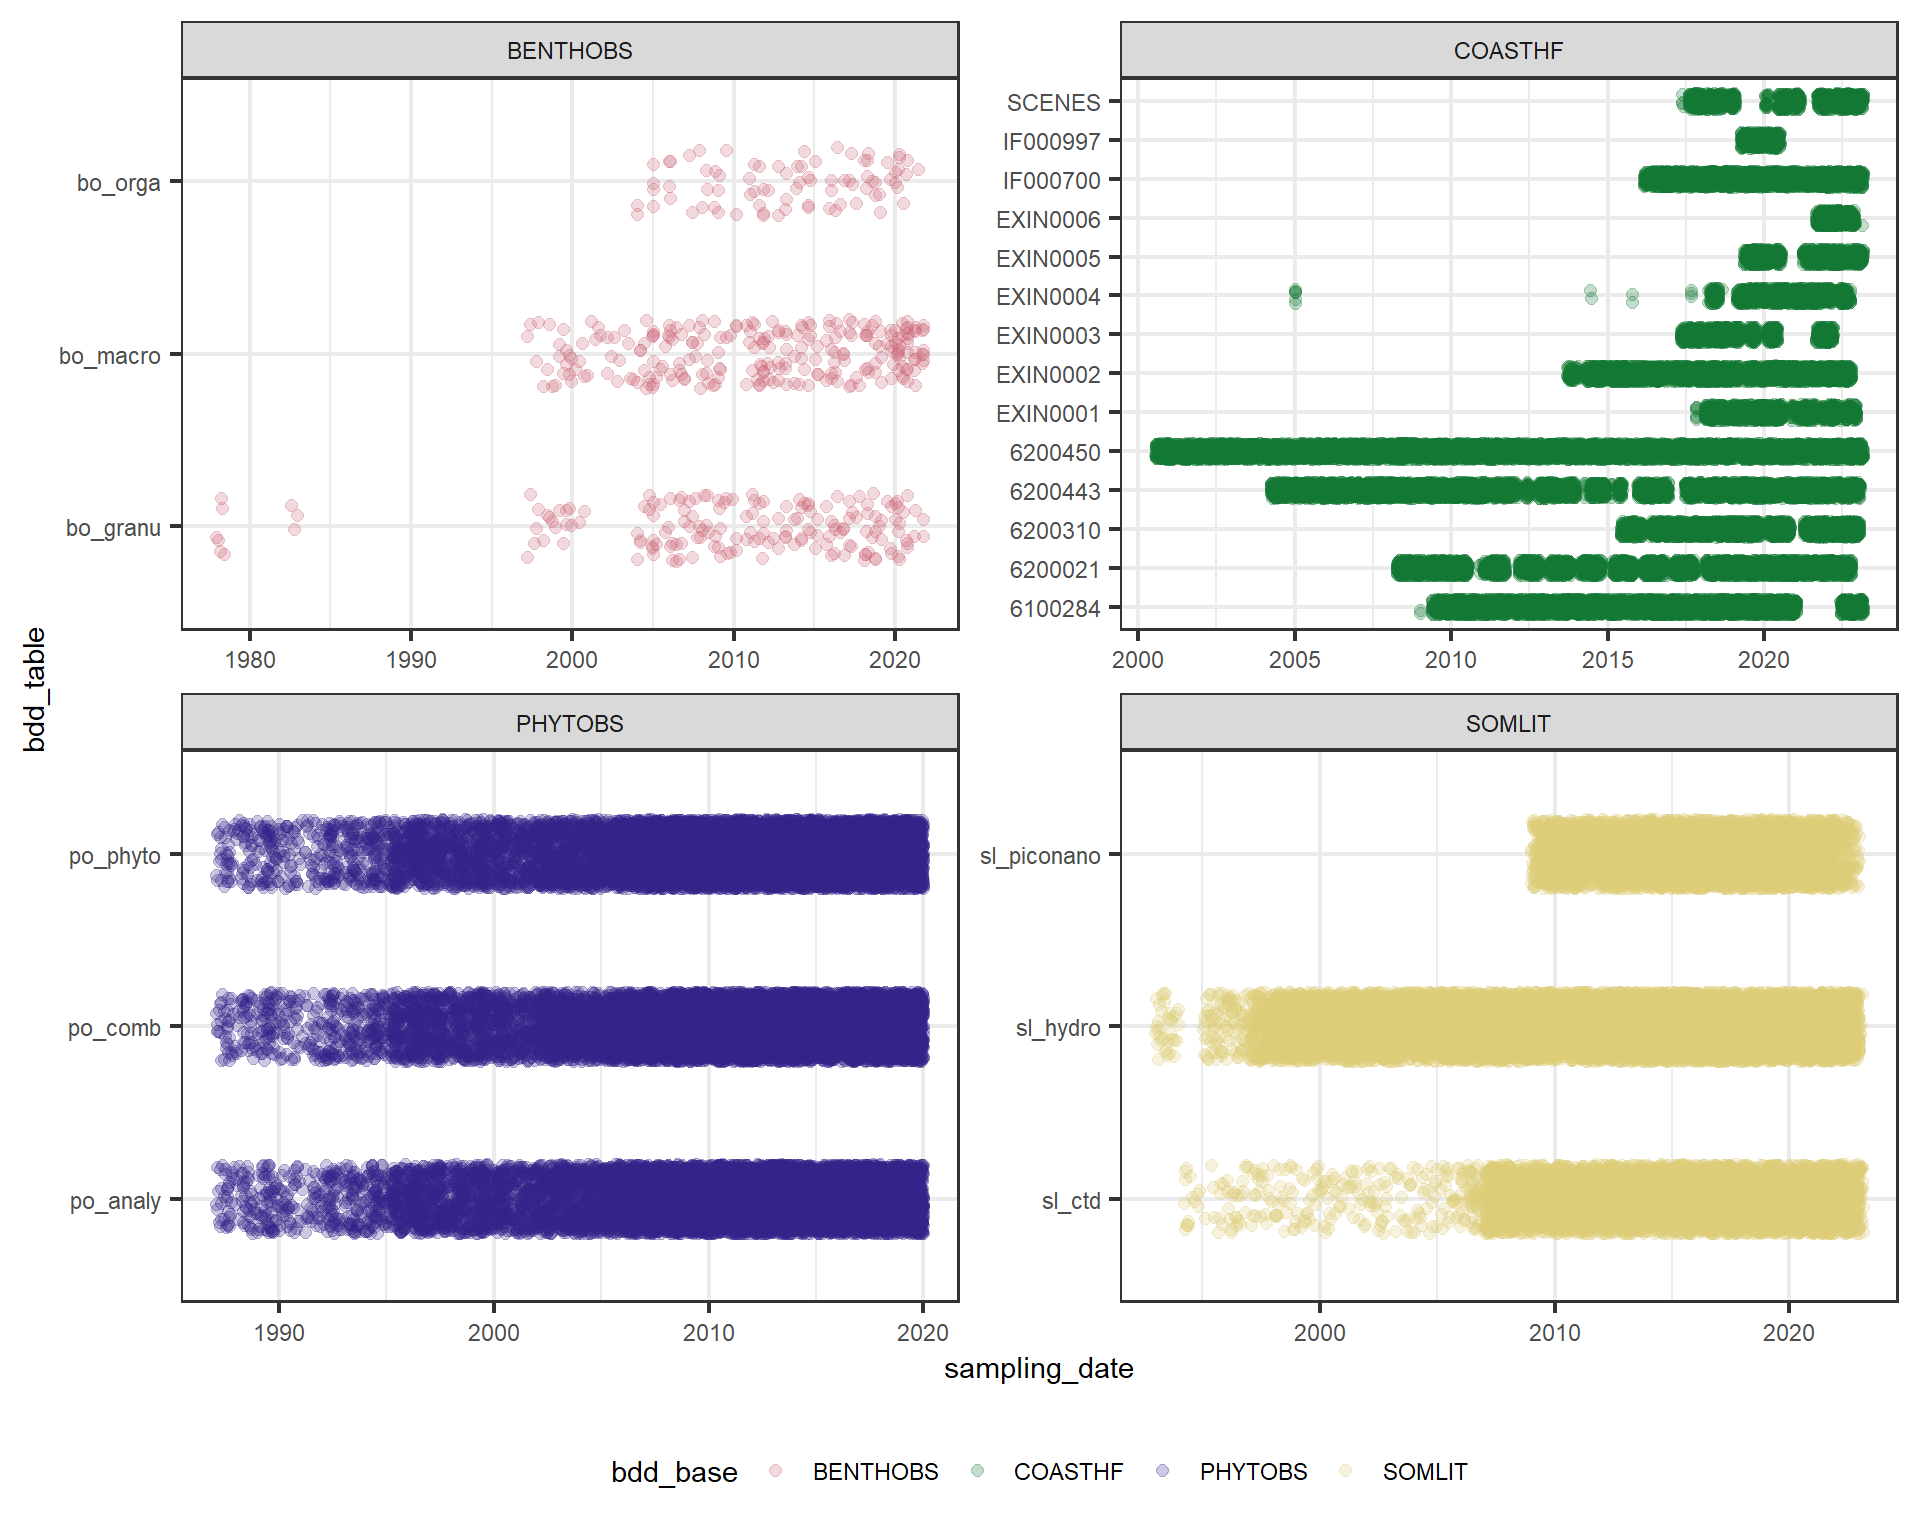 BENTHOBS
COASTHF
bo_orga
bo_macro
bo_granu
SCENES
IF000997
IF000700
EXIN0006
EXIN0005
EXIN0004
EXIN0003
EXIN0002
EXIN0001
6200450
6200443
6200310
6200021
6100284
1980 1990 2000 2010 2020
2000 2005 2010 2015 2020
bdd_table
PHYTOBS
SOMLIT
po_phyto
po_comb
po_analy
sl_piconano
sl_hydro
sl_ctd
1990 2000 2010 2020
2000 2010 2020
sampling_date
bdd_base BENTHOBS COASTHF PHYTOBS SOMLIT